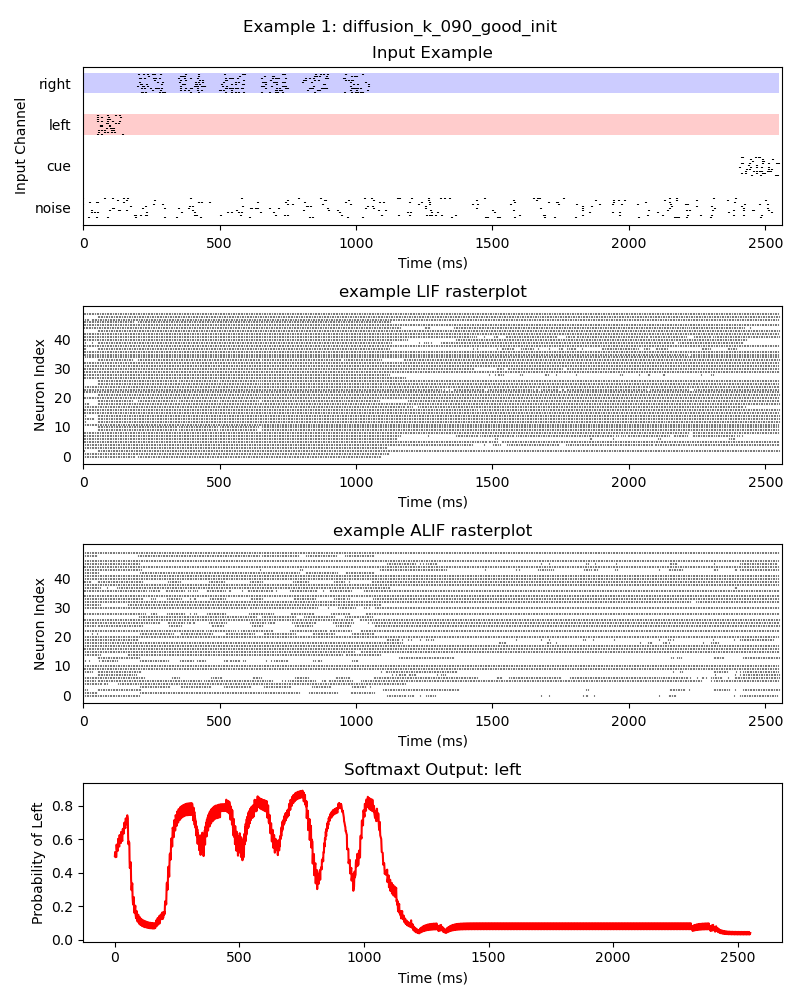 Example 1: diffusion_k_090_good_init
Input Example
Input Channel
right
left
cue
noise
0 500 1000 1500 2000 2500
Time (ms)
example LIF rasterplot
Neuron Index
40
30
20
10
0
0 500 1000 1500 2000 2500
Time (ms)
example ALIF rasterplot
Neuron Index
40
30
20
10
0
0 500 1000 1500 2000 2500
Time (ms)
Softmaxt Output: left
Probability of Left
0.8
0.6
0.4
0.2
0.0
0 500 1000 1500 2000 2500
Time (ms)